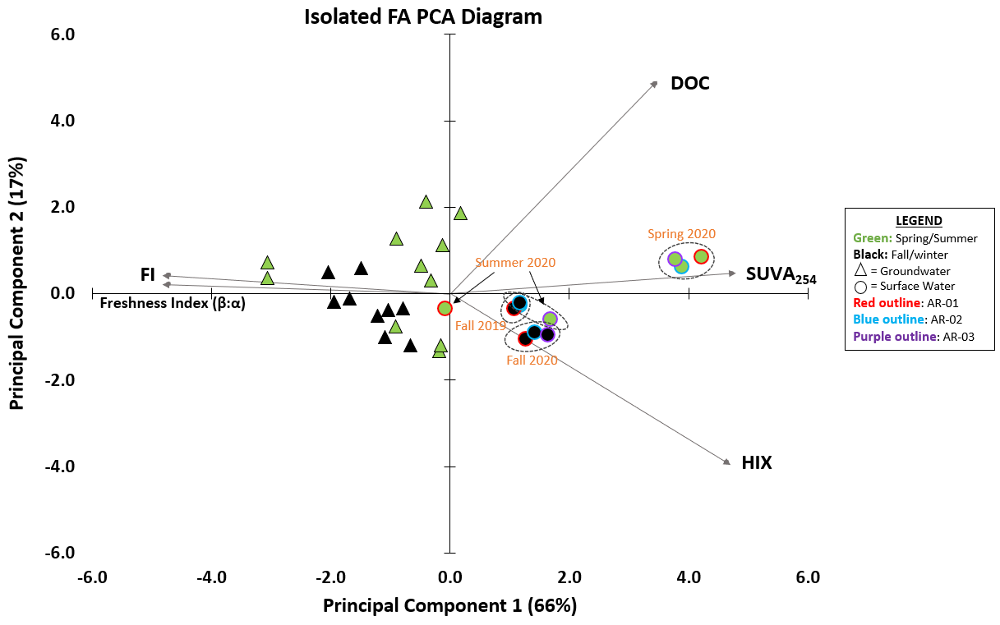 Isolated FA PCA Diagram
6.0
DOC
4.0
2.0
Spring 2020
Summer 2020
FI
SUVA254
0.0
Freshness Index (β:α)
Fall 2019
Fall 2020
-2.0
-4.0
HIX
-6.0
-6.0 -4.0 -2.0 0.0 2.0 4.0 6.0
Principal Component 1 (66%)
Principal Component 2 (17%)
LEGEND
Green: Spring/Summer
Black: Fall/winter
= Groundwater
= Surface Water
Red outline: AR-01
Blue outline: AR-02
Purple outline: AR-03